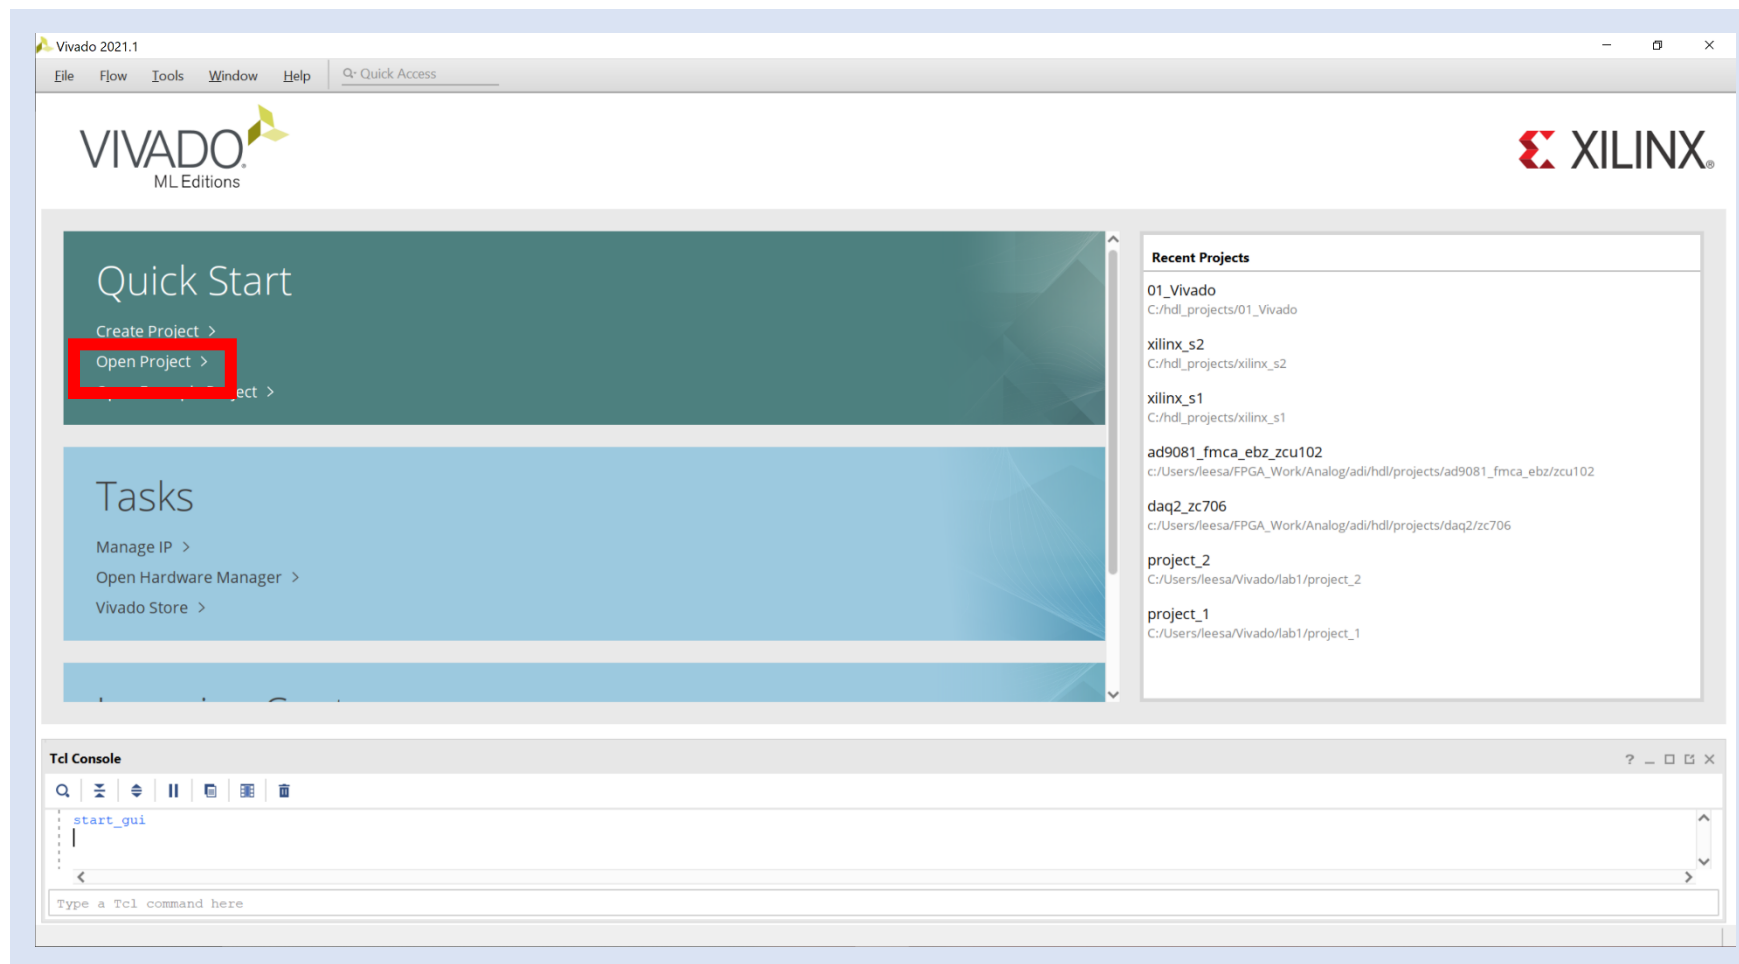 Vivado 2021.1
File Flow Tools Window Help Quick Access
VIVADO.
ML Editions
XILINX
Quick Start
Create Project
Open Project
ect
Tasks
Manage IP
Open Hardware Manager
Vivado Store
Recent Projects
01_Vivado
C:/hdl_projects/01_Vivado
xilinx_s2
C:/hdl_projects/xilinx_s2
xilinx_s1
C:/hdl_projects/xilinx_s1
ad9081_fmca_ebz_zcu102
c:/Users/leesa/FPGA_Work/Analog/adi/hdl/projects/ad9081_fmca_ebz/zcu102
daq2_zc706
c:/Users/leesa/FPGA_Work/Analog/adi/hdl/projects/daq2/zc706
project_2
C:/Users/leesa/Vivado/lab1/project_2
project_1
C:/Users/leesa/Vivado/lab1/project_1
Tcl Console
start_gui
Type a Tcl command here